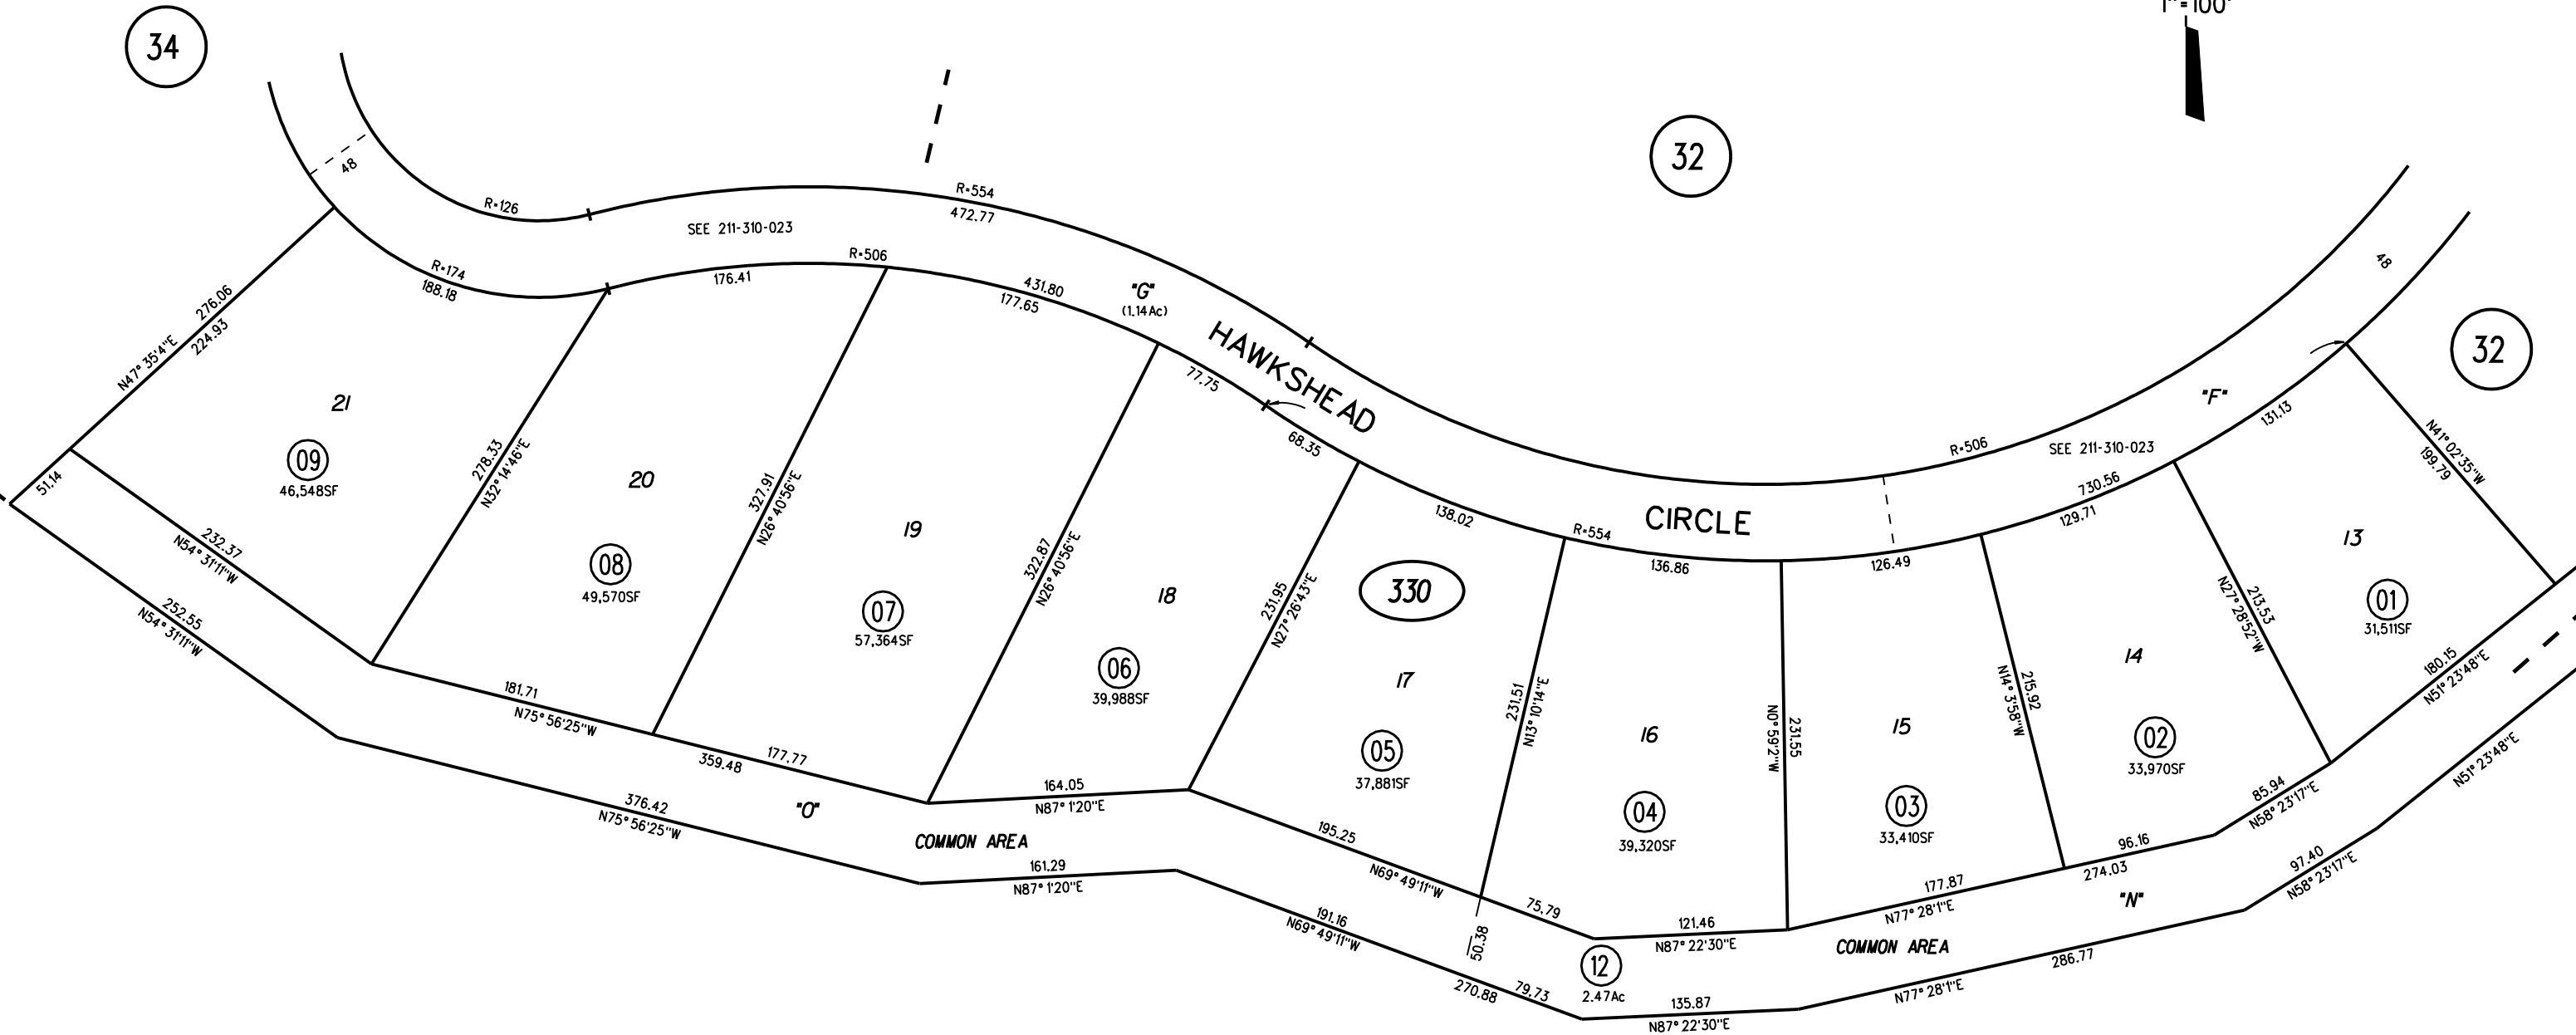 1"=100'
34
32
32
48
R=126
SEE 211-310-023
R=554
472.77
R=174
188.18
176.41
R=506
431.80
177.65
"G"
(1.14Ac)
77.75
HAWKSHEAD
68.35
138.02
R=554
CIRCLE
136.86
126.49
R=506
SEE 211-310-023
730.56
129.71
"F"
131.13
48
N47°35'4"E
276.06
224.93
51.14
21
09
46,548SF
232.37
N54°31'11"W
252.55
N54°31'11"W
278.33
N32°14'46"E
20
08
49,570SF
181.71
N75°56'25"W
327.91
N26°40'56"E
19
07
57,364SF
177.77
359.48
376.42
N75°56'25"W
"O"
COMMON AREA
322.87
N26°40'56"E
18
06
39,988SF
164.05
N87°1'20"E
161.29
N87°1'20"E
231.95
N27°26'43"E
330
17
05
37,881SF
195.25
N69°49'11"W
191.16
N69°49'11"W
270.88
79.73
50.38
231.51
N13°10'14"E
16
04
39,320SF
75.79
121.46
N87°22'30"E
12
2.47Ac
135.87
N87°22'30"E
N0°59'2"W
231.55
15
03
33,410SF
177.87
N77°28'1"E
COMMON AREA
N77°28'1"E
286.77
N14°3'58"W
215.92
14
02
33,970SF
96.16
274.03
"N"
85.94
N58°23'17"E
97.40
N58°23'17"E
N27°28'52"W
213.53
13
01
31,511SF
180.15
N51°23'48"E
N51°23'48"E
N41°02'35"W
199.79